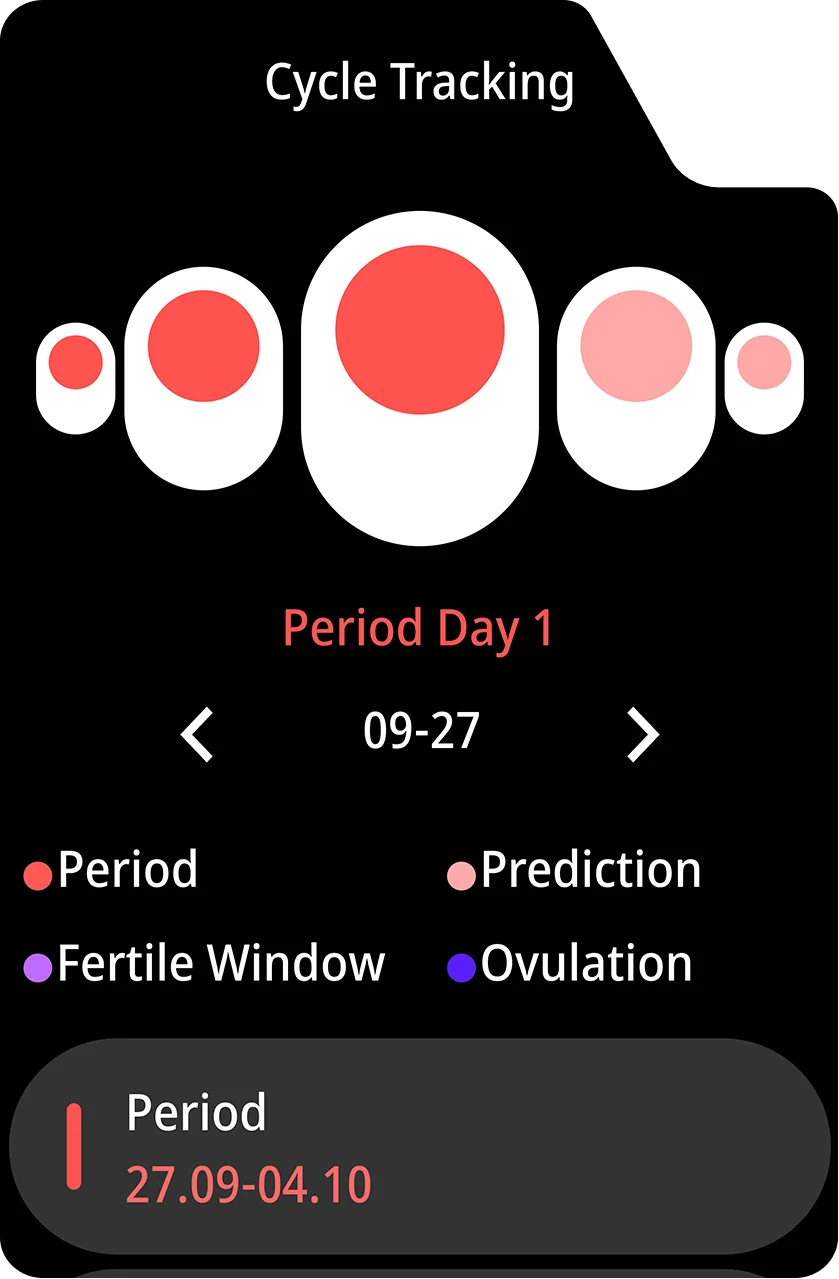 Cycle Tracking
Period Day 1
09-27
Period
Prediction
Fertile Window
Ovulation
Period
27.09-04.10